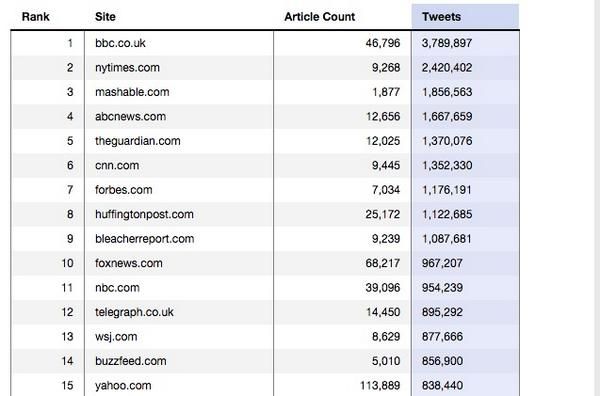 Rank Site Article Count Tweets
1 bbc.co.uk 46,796 3,789,897
2 nytimes.com 9,268 2,420,402
3 mashable.com 1,877 1,856,563
4 abcnews.com 12,656 1,667,659
5 theguardian.com 12,025 1,370,076
6 cnn.com 9,445 1,352,330
7 forbes.com 7,034 1,176,191
8 huffingtonpost.com 25,172 1,122,685
9 bleacherreport.com 9,239 1,087,681
10 foxnews.com 68,217 967,207
11 nbc.com 39,096 954,239
12 telegraph.co.uk 14,450 895,292
13 wsj.com 8,629 877,666
14 buzzfeed.com 5,010 856,900
15 yahoo.com 113,889 838,440